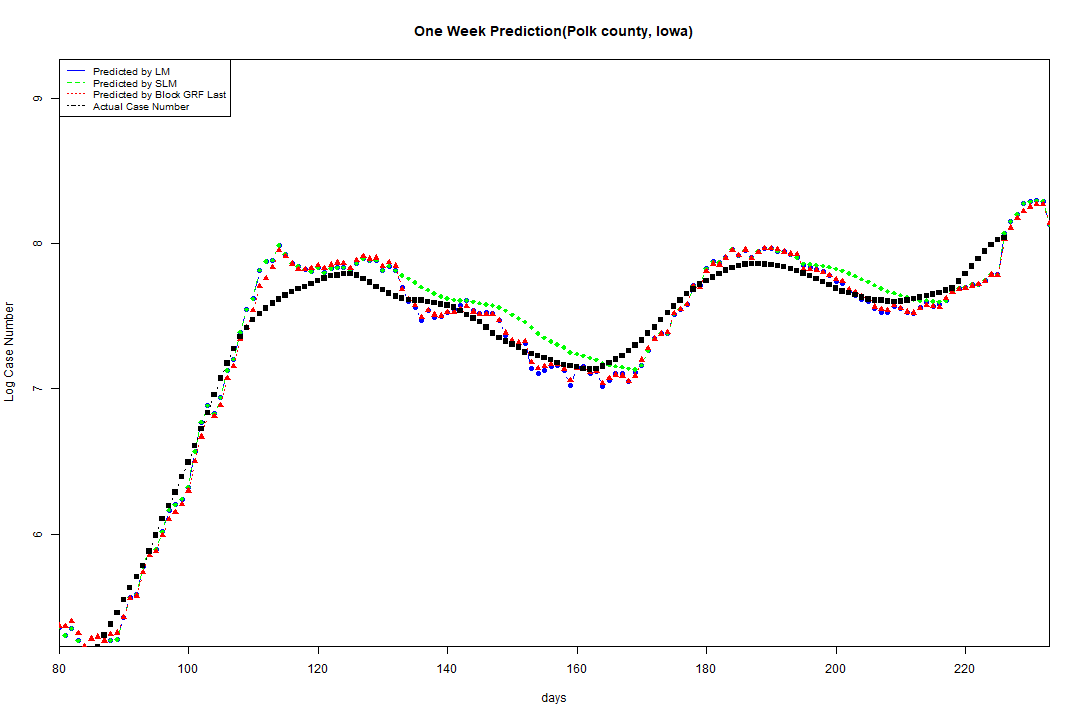 One Week Prediction(Polk county, Iowa)
Predicted by LM
Predicted by SLM
Predicted by Block GRF Last
Actual Case Number
9
8
7
6
Log Case Number
80 100 120 140 160 180 200 220
days